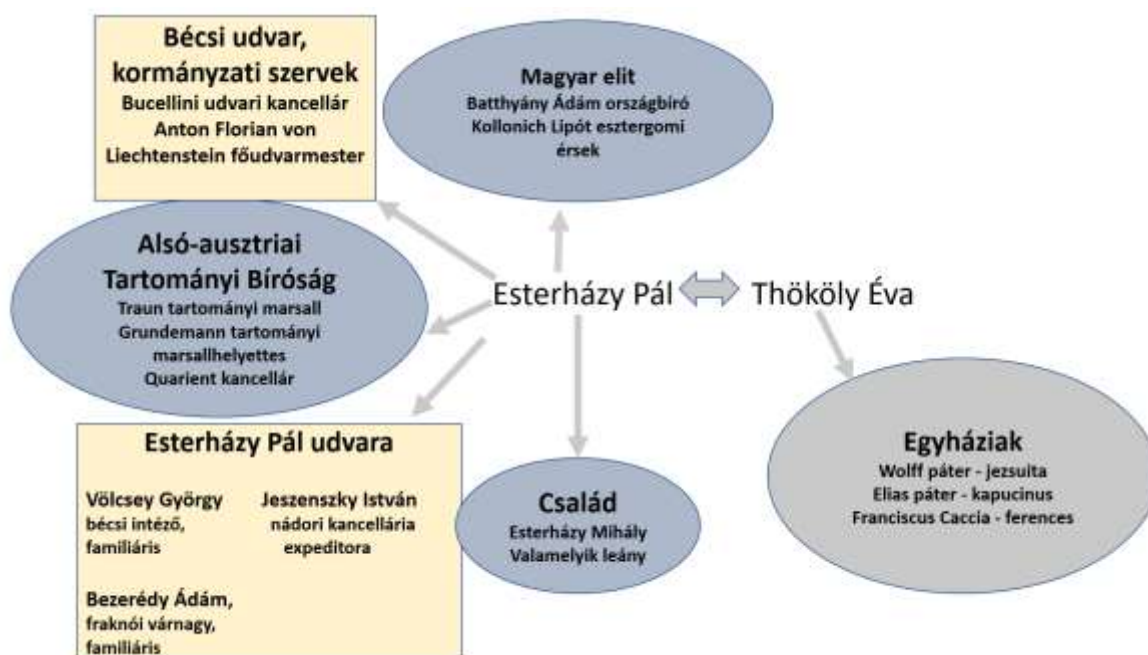 Bécsi udvar,
kormányzati szervek
Bucellini udvari kancellár
Anton Florian von
Liechtenstein főudvarmester
Magyar elit
Batthyány Ádám országbíró
Kollonich Lipót esztergomi
érsek
Alsó-ausztriai
Tartományi Bíróság
Traun tartományi marsall
Grundemann tartományi
marsallhelyettes
Quarient kancellár
Esterházy Pál
Thököly Éva
Esterházy Pál udvara
Völcsey György
bécsi intéző,
familiáris
Jeszenszky István
nádori kancellária
expeditora
Bezerédy Ádám,
fraknói várnagy,
familiáris
Család
Esterházy Mihály
Valamelyik leány
Egyháziak
Wolff páter - jezsuita
Elias páter - kapucinus
Franciscus Caccia - ferences